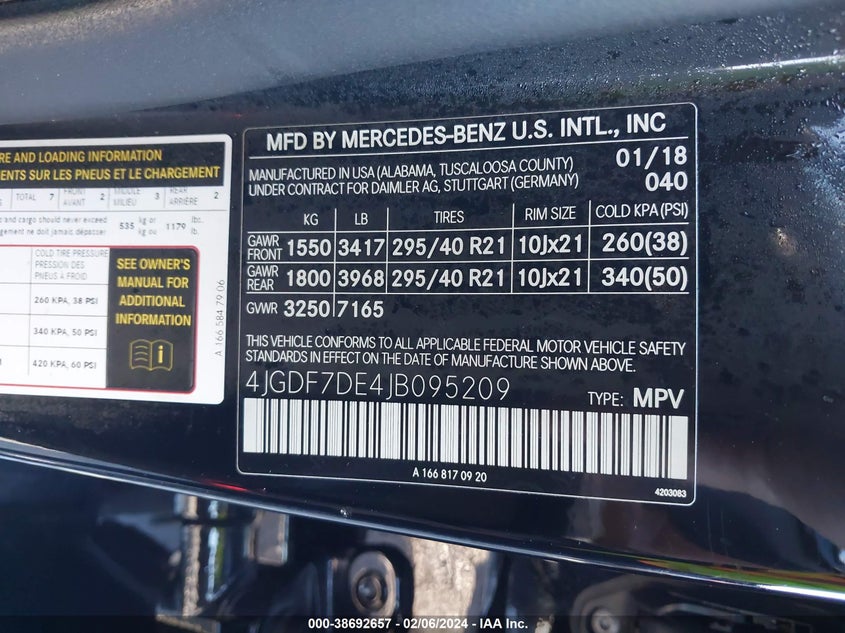 RE AND LOADING INFORMATION
MENTS SUR LES PNEUS ET LE CHARGEMENT
TOTAL 7 FRONT AVANT 2 MIDDLE MILIEU 3 REAR ARRIÈRE 2
and cargo should never exceed 535 kg or 1179 lbs.
rgement ne doit jamais dépasser kg ou lb.
COLD TIRE PRESSURE
PRESSION DES
PNEUS À FROID
260 KPA, 38 PSI
340 KPA, 50 PSI
420 KPA, 60 PSI
SEE OWNER'S
MANUAL FOR
ADDITIONAL
INFORMATION
A 166 584 79 06
MFD BY MERCEDES-BENZ U.S. INTL., INC
MANUFACTURED IN USA (ALABAMA, TUSCALOOSA COUNTY) 01/18
UNDER CONTRACT FOR DAIMLER AG, STUTTGART (GERMANY) 040
KG LB TIRES RIM SIZE COLD KPA(PSI)
GAWR FRONT 1550 3417 295/40 R21 10Jx21 260(38)
GAWR REAR 1800 3968 295/40 R21 10Jx21 340(50)
GVWR 3250 7165
THIS VEHICLE CONFORMS TO ALL APPLICABLE FEDERAL MOTOR VEHICLE SAFETY
STANDARDS IN EFFECT ON THE DATE OF MANUFACTURE SHOWN ABOVE.
4JGDF7DE4JB095209 TYPE: MPV
A 166 817 09 20
4203083
000-38692657 - 02/06/2024 - IAA Inc.